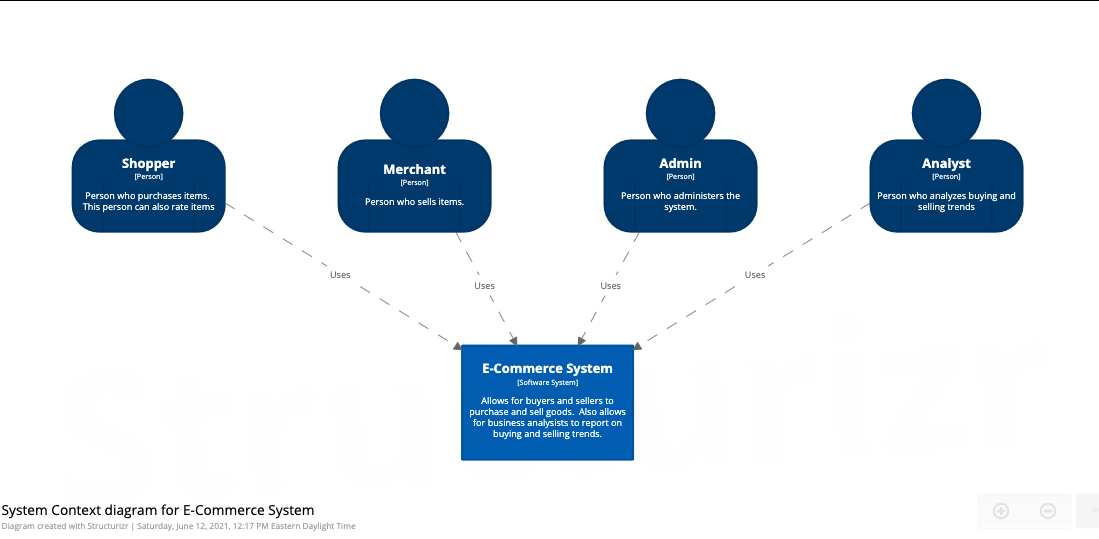 Shopper
[Person]
Person who purchases items.
This person can also rate items
Merchant
[Person]
Person who sells items.
Admin
[Person]
Person who administers the
system.
Analyst
[Person]
Person who analyzes buying and
selling trends
Uses
Uses
Uses
Uses
E-Commerce System
[Software System]
Allows for buyers and sellers to
purchase and sell goods. Also allows
for business analysists to report on
buying and selling trends.
Structurizr
System Context diagram for E-Commerce System
Diagram created with Structurizr | Saturday, June 12, 2021, 12:17 PM Eastern Daylight Time